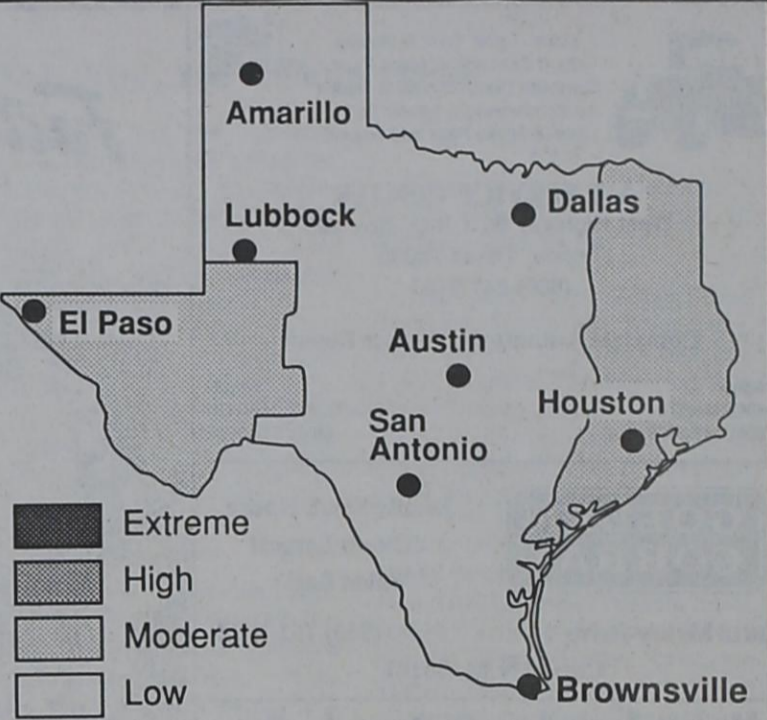 Amarillo
Lubbock
Dallas
El Paso
Austin
Houston
San
Antonio
Extreme
High
Moderate
Low
Brownsville